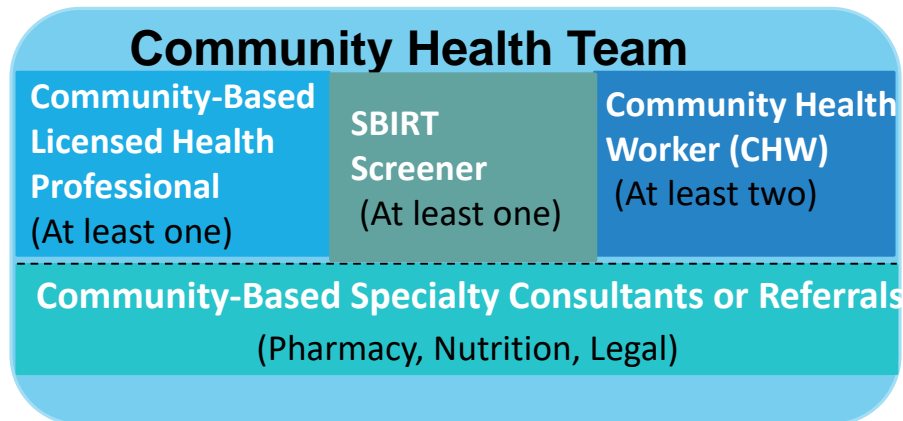 Community Health Team
Community-Based
Licensed Health
Professional
(At least one)
SBIRT
Screener
(At least one)
Community Health
Worker (CHW)
(At least two)
Community-Based Specialty Consultants or Referrals
(Pharmacy, Nutrition, Legal)